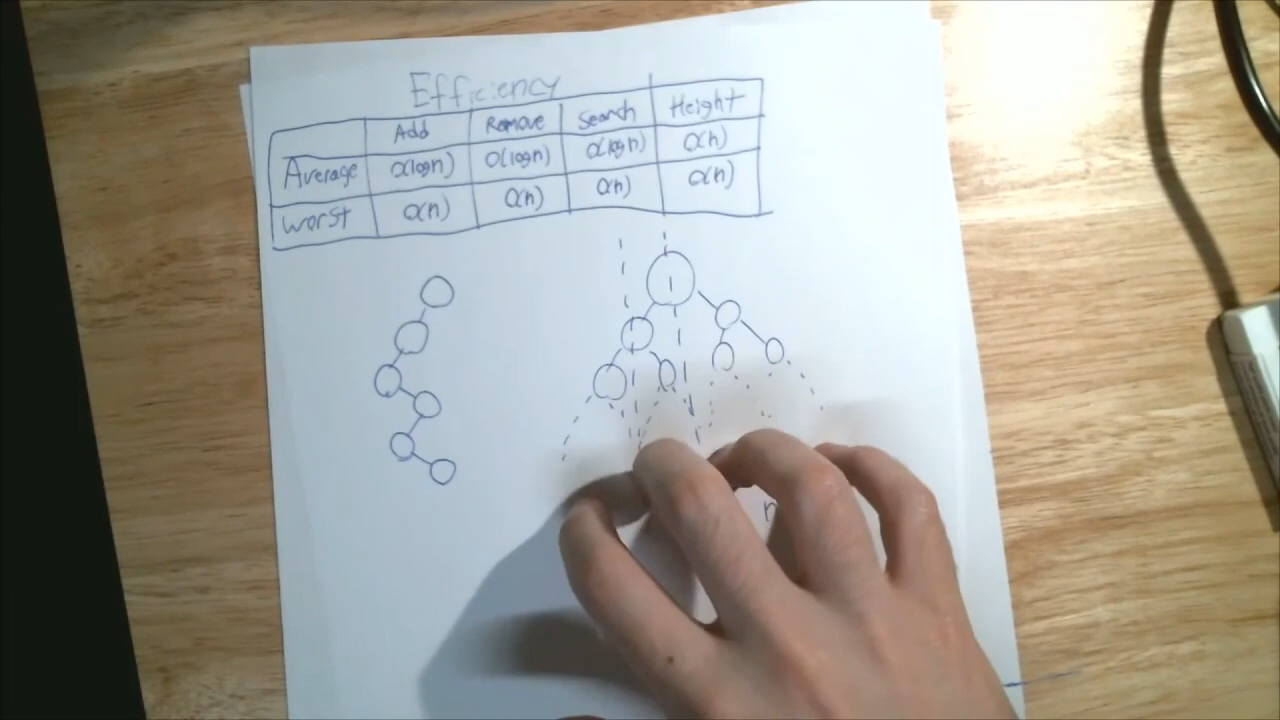 Efficiency
Add Remove Search Height
Average O(logn) O(logn) O(logn) O(n)
Worst O(n) O(n) O(n) O(n)
n